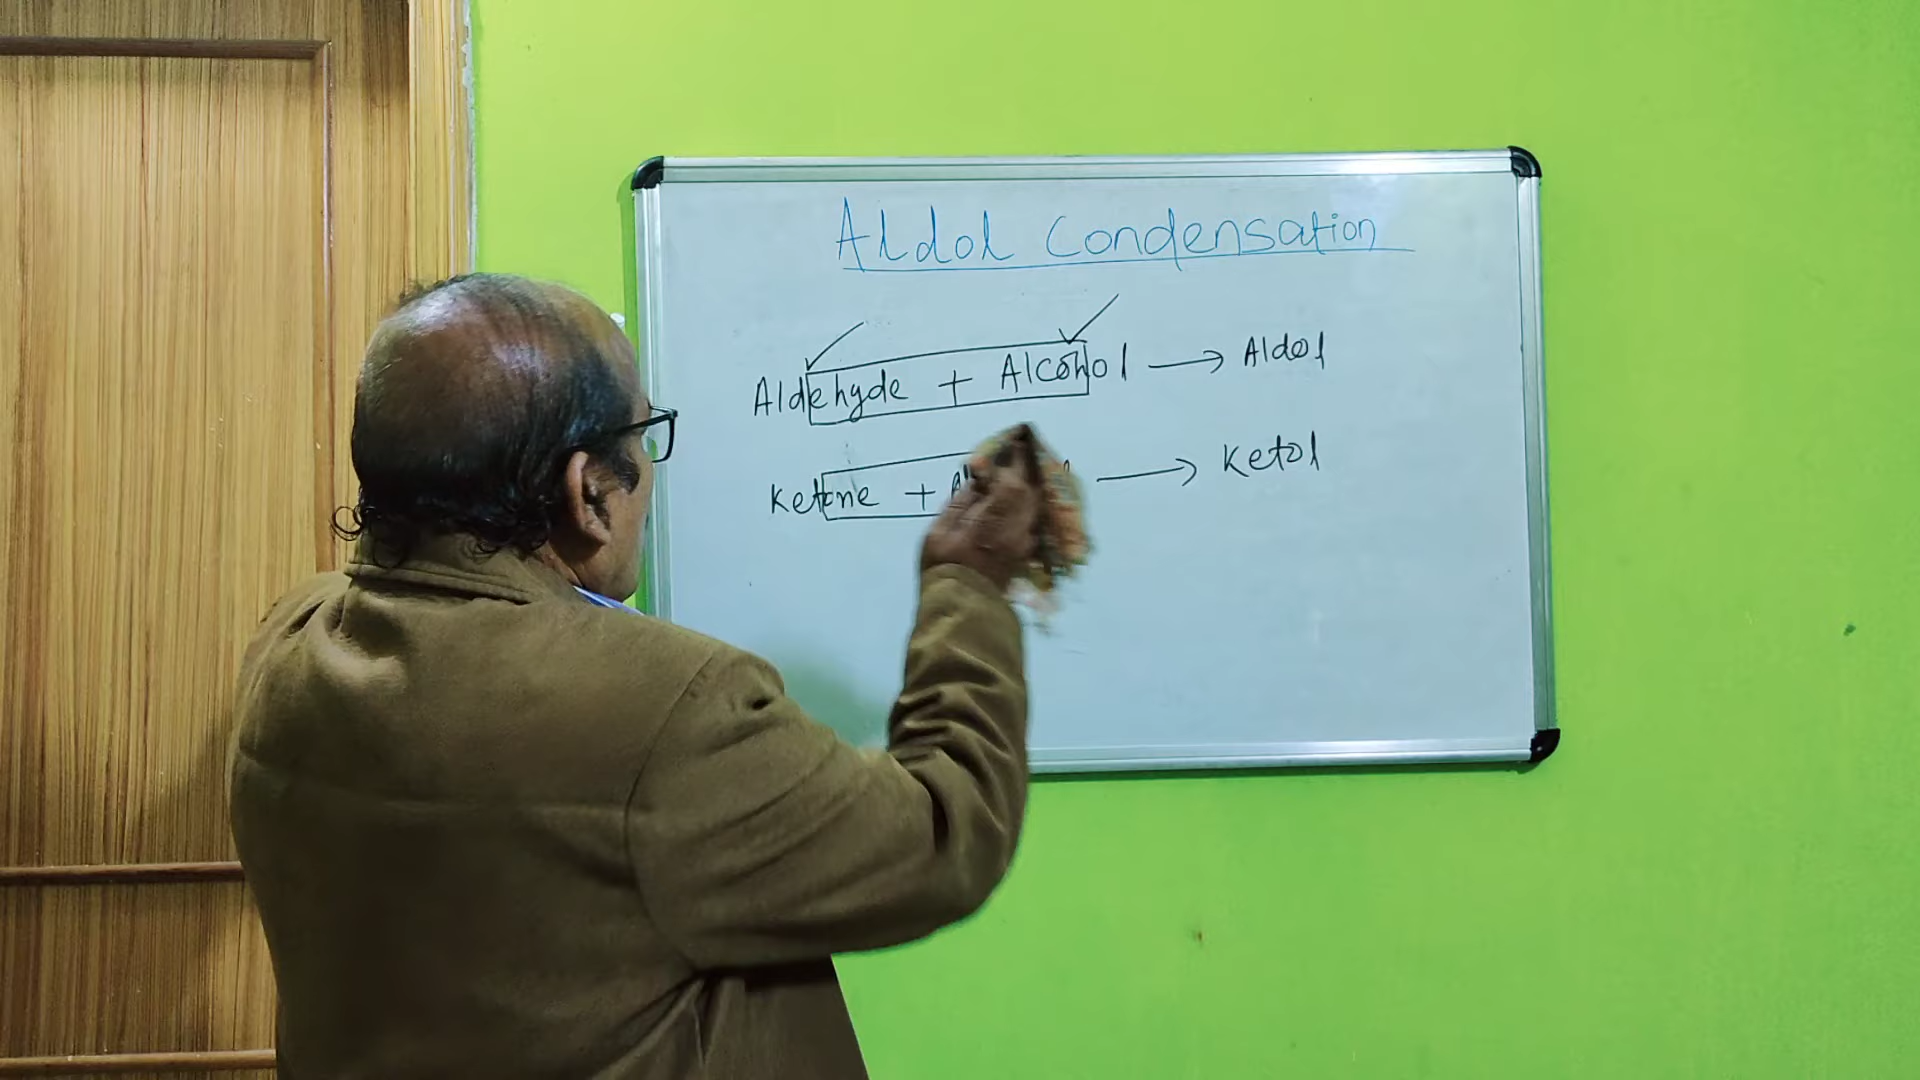 Aldol Condensation
Aldehyde + Alcohol → Aldol
Ketone + → Ketol